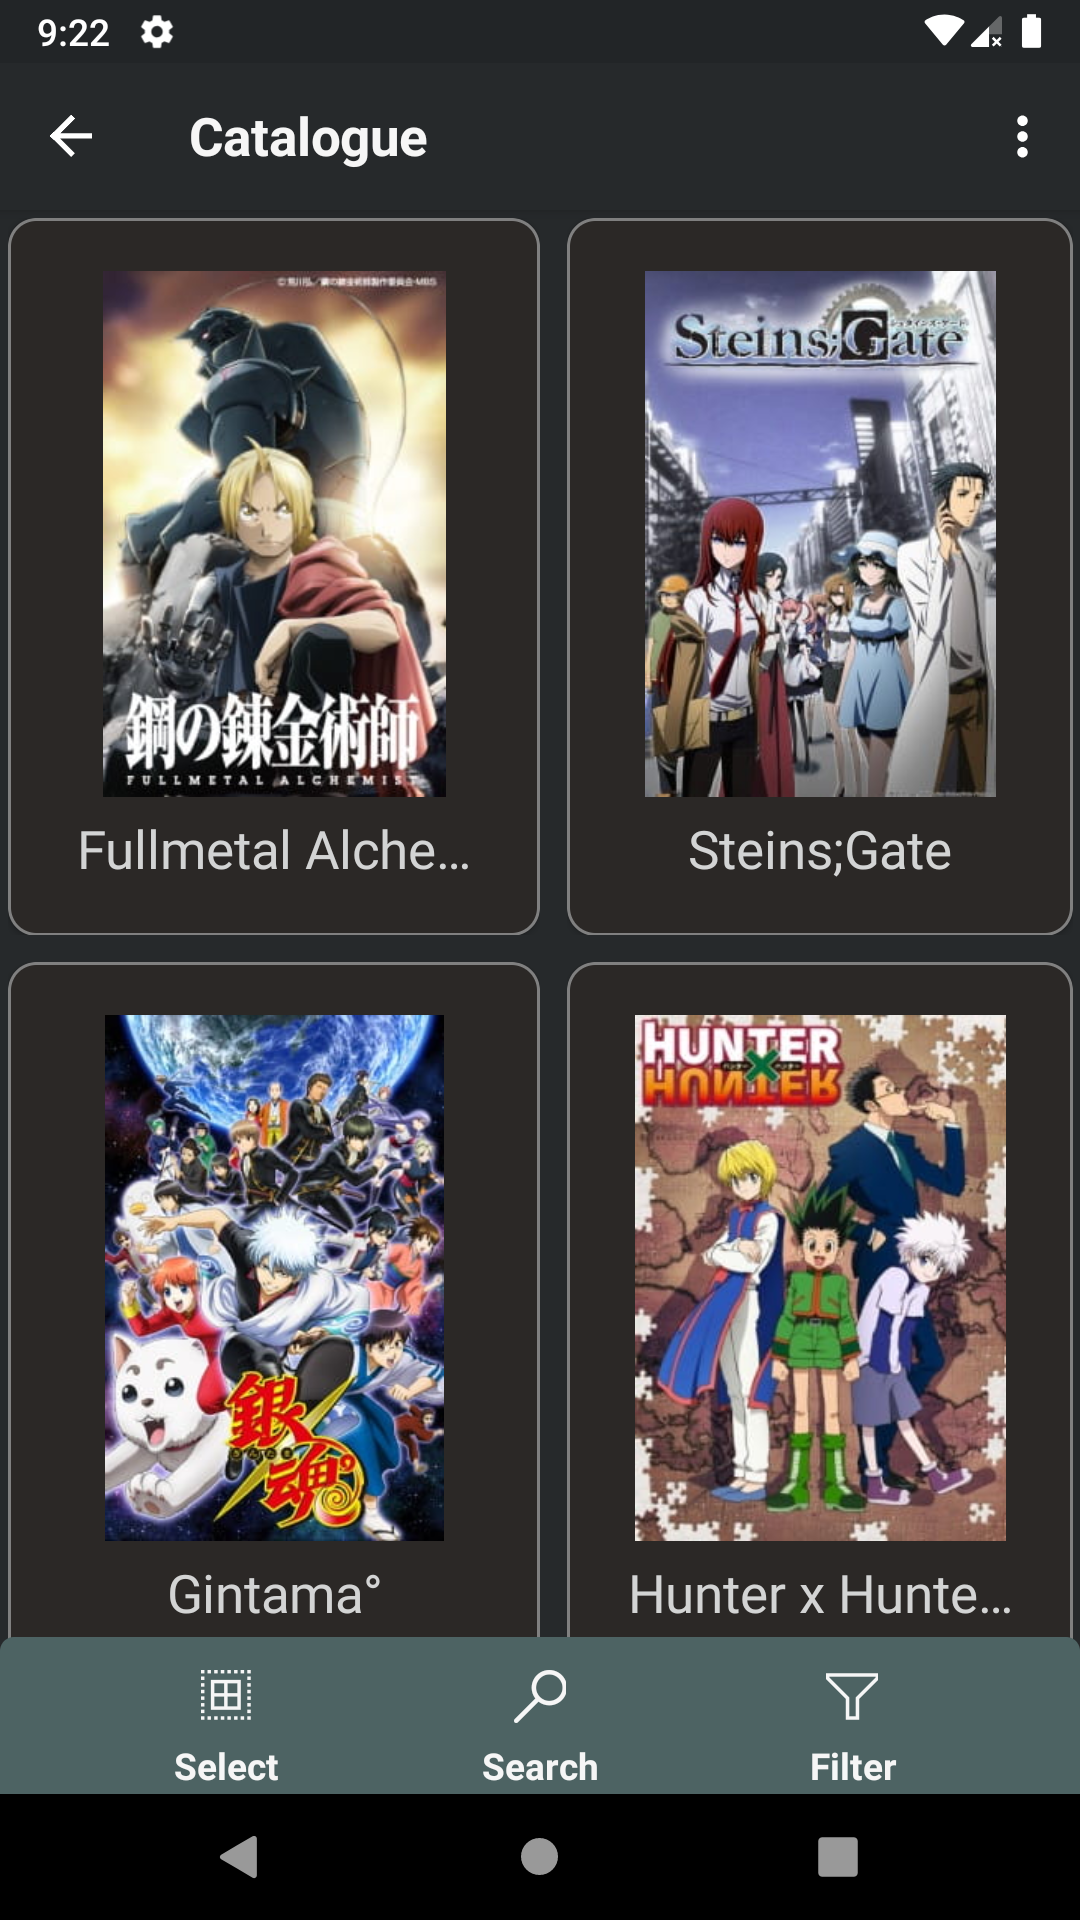 9:22
Catalogue
鋼の錬金術師
FULLMETAL ALCHEMIST
Steins;Gate
Fullmetal Alche...
Steins;Gate
銀魂°
HUNTER
×
HUNTER
Gintama°
Hunter x Hunte...
Select
Search
Filter